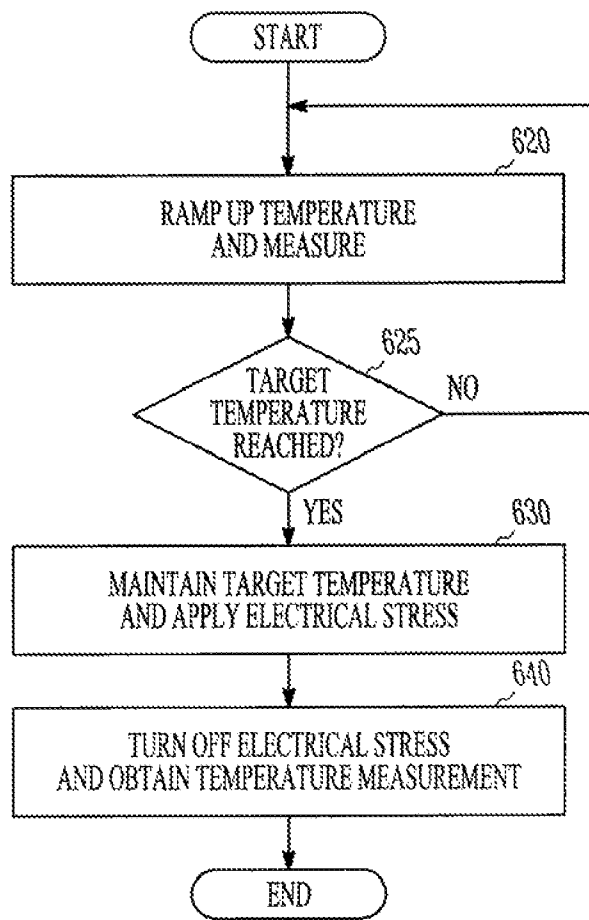 START
620
RAMP UP TEMPERATURE
AND MEASURE
625
TARGET
TEMPERATURE
REACHED?
NO
YES
630
MAINTAIN TARGET TEMPERATURE
AND APPLY ELECTRICAL STRESS
640
TURN OFF ELECTRICAL STRESS
AND OBTAIN TEMPERATURE MEASUREMENT
END